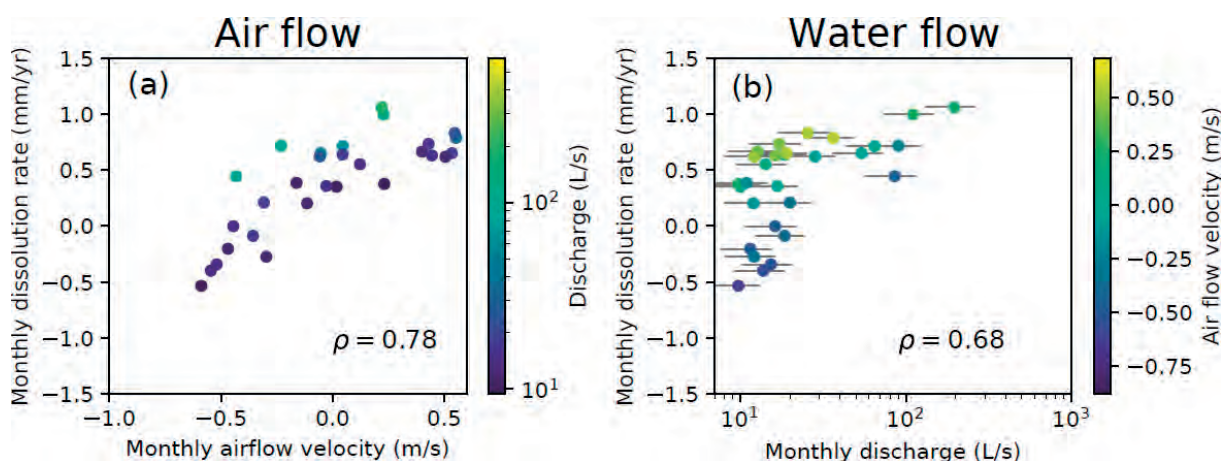 Air flow
Water flow
(a)
Monthly dissolution rate (mm/yr)
1.5
1.0
0.5
0.0
−0.5
−1.0
−1.5
ρ = 0.78
−1.0
−0.5
0.0
0.5
Monthly airflow velocity (m/s)
10²
10¹
Discharge (L/s)
(b)
Monthly dissolution rate (mm/yr)
1.5
1.0
0.5
0.0
−0.5
−1.0
−1.5
ρ = 0.68
10¹
10²
10³
Monthly discharge (L/s)
0.50
0.25
0.00
−0.25
−0.50
−0.75
Air flow velocity (m/s)